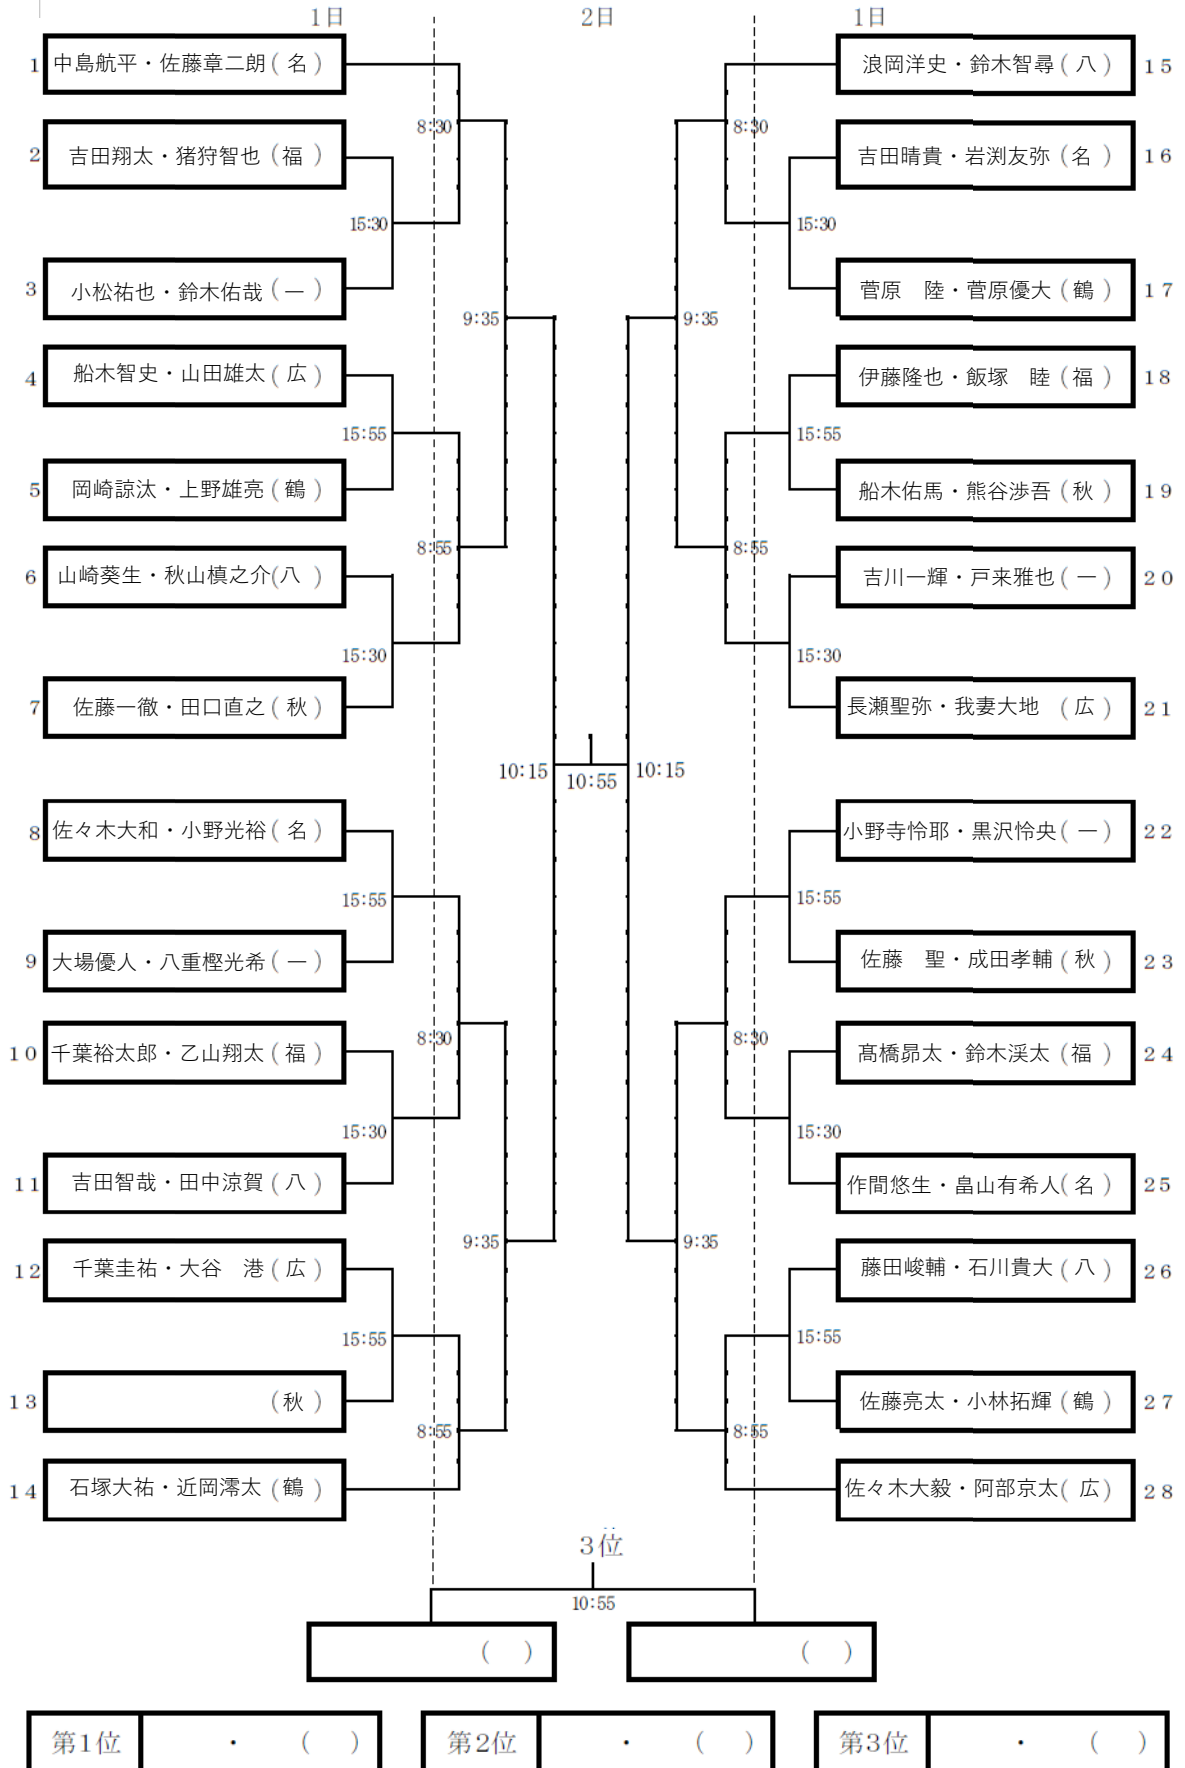 1日 2日 1日
1 中島航平・佐藤章二朗(名) 浪岡洋史・鈴木智尋(八) 15
8:30 8:30
2 吉田翔太・猪狩智也(福) 吉田晴貴・岩渕友弥(名) 16
15:30 15:30
3 小松祐也・鈴木佑哉(一) 菅原　陸・菅原優大(鶴) 17
9:35 9:35
4 船木智史・山田雄太(広) 伊藤隆也・飯塚　睦(福) 18
15:55 15:55
5 岡崎諒汰・上野雄亮(鶴) 船木佑馬・熊谷渉吾(秋) 19
8:55 8:55
6 山崎葵生・秋山槙之介(八) 吉川一輝・戸来雅也(一) 20
15:30 15:30
7 佐藤一徹・田口直之(秋) 長瀬聖弥・我妻大地　(広) 21
10:15 10:55 10:15
8 佐々木大和・小野光裕(名) 小野寺怜耶・黒沢怜央(一) 22
15:55 15:55
9 大場優人・八重樫光希(一) 佐藤　聖・成田孝輔(秋) 23
8:30 8:30
10 千葉裕太郎・乙山翔太(福) 髙橋昴太・鈴木渓太(福) 24
15:30 15:30
11 吉田智哉・田中涼賀(八) 作間悠生・畠山有希人(名) 25
9:35 9:35
12 千葉圭祐・大谷　港(広) 藤田峻輔・石川貴大(八) 26
15:55 15:55
13 (秋) 佐藤亮太・小林拓輝(鶴) 27
8:55 8:55
14 石塚大祐・近岡澪太(鶴) 佐々木大毅・阿部京太(広) 28
3位
10:55
(　) (　)
第1位 ・ (　) 第2位 ・ (　) 第3位 ・ (　)